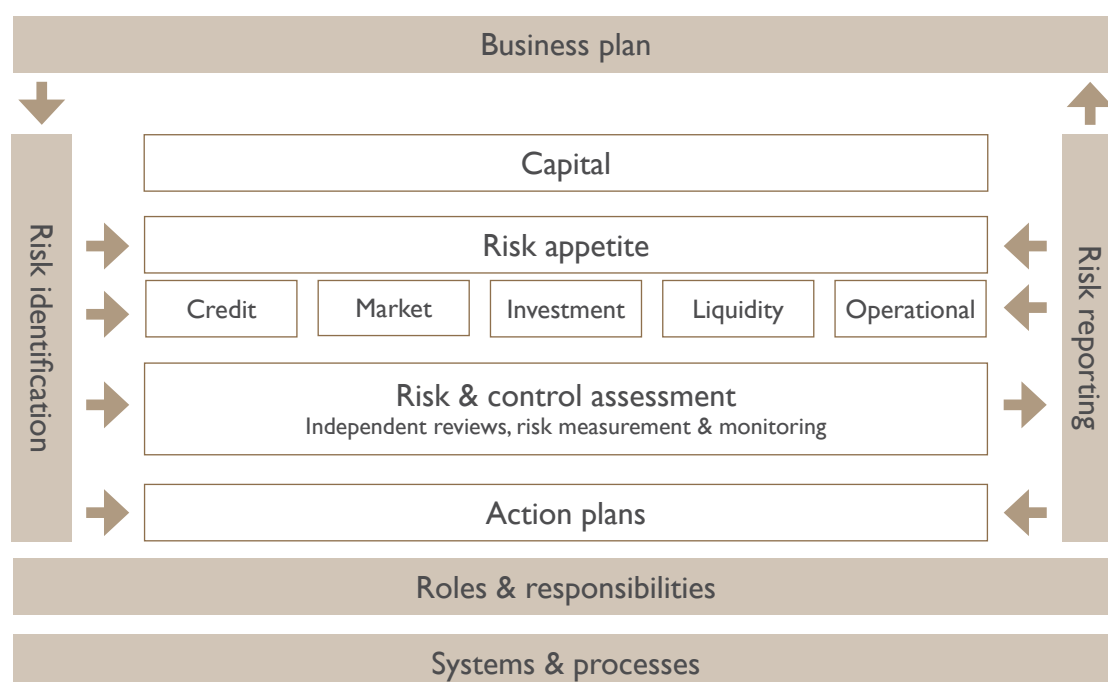 Business plan
Risk identification
Capital
Risk appetite
Credit
Market
Investment
Liquidity
Operational
Risk & control assessment
Independent reviews, risk measurement & monitoring
Action plans
Risk reporting
Roles & responsibilities
Systems & processes